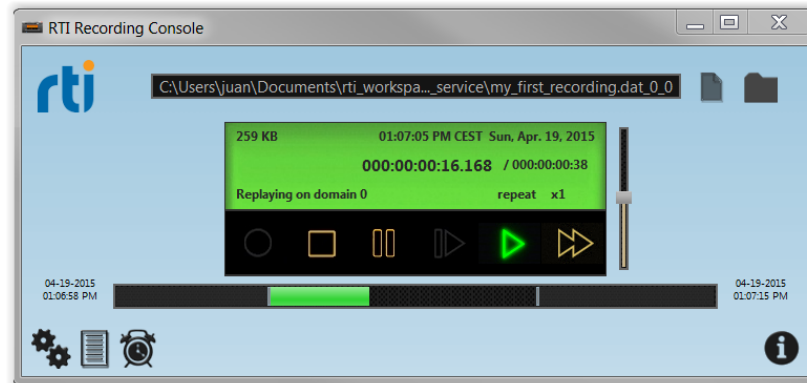 RTI Recording Console
rti
C:\Users\juan\Documents\rti_workspa..._service\my_first_recording.dat_0_0
259 KB 01:07:05 PM CEST Sun, Apr. 19, 2015
000:00:00:16.168 / 000:00:00:38
Replaying on domain 0 repeat x1
04-19-2015
01:06:58 PM
04-19-2015
01:07:15 PM